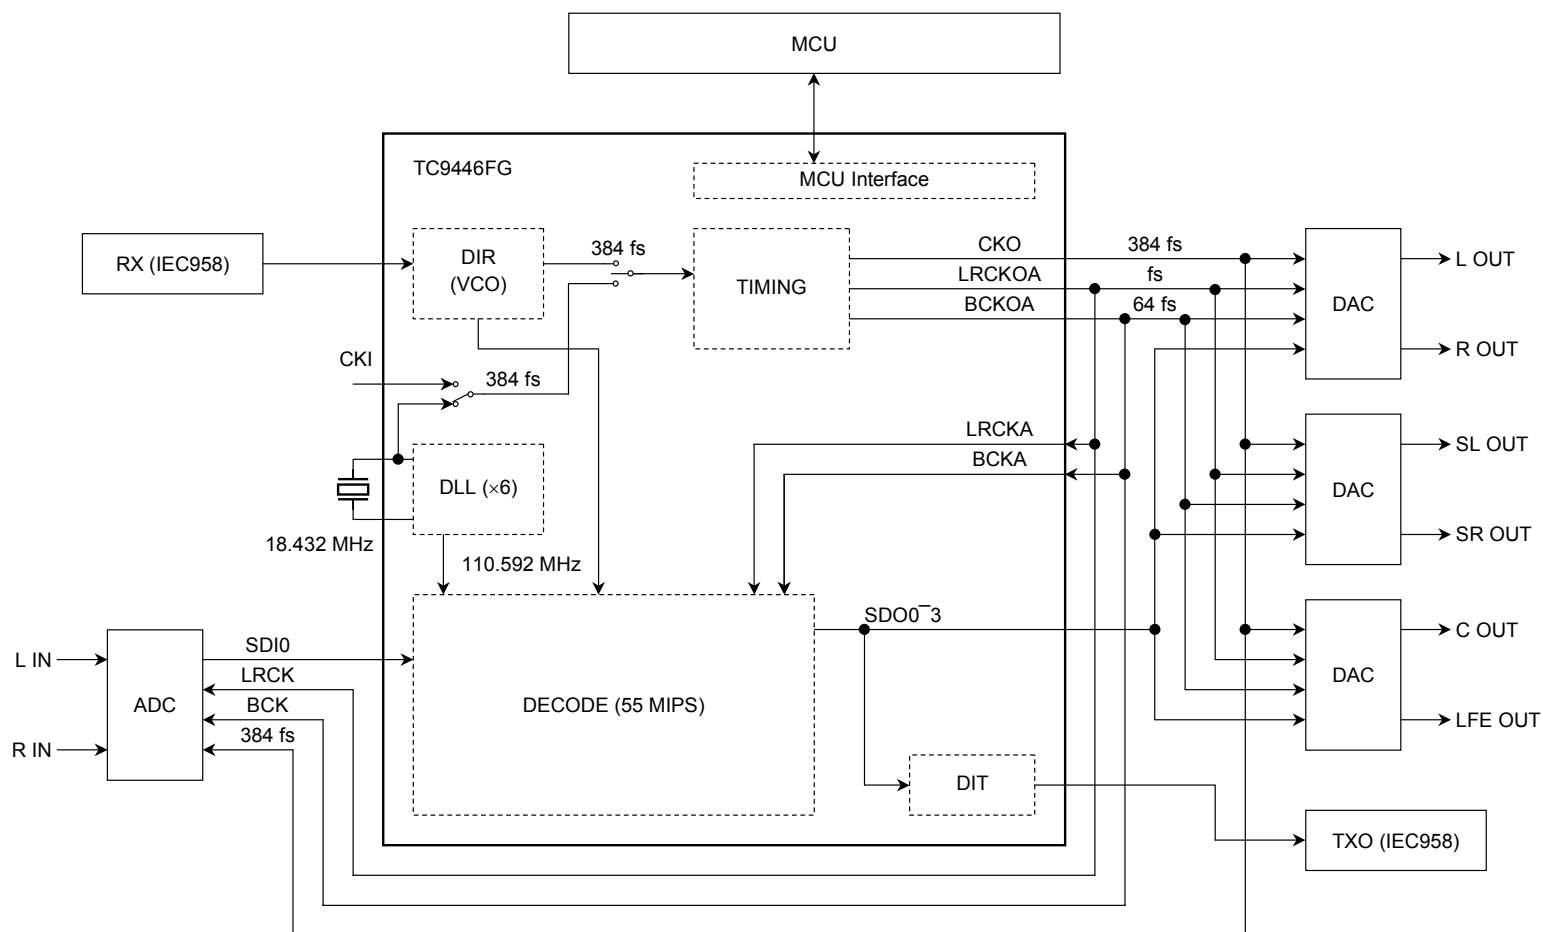 MCU
TC9446FG
MCU Interface
RX (IEC958)
DIR
(VCO)
384 fs
TIMING
CKO
384 fs
LRCKOA
fs
BCKOA
64 fs
DAC
L OUT
R OUT
CKI
384 fs
LRCKA
BCKA
DLL (×6)
18.432 MHz
110.592 MHz
DAC
SL OUT
SR OUT
SDO0‾3
DAC
C OUT
LFE OUT
L IN
R IN
ADC
SDI0
LRCK
BCK
384 fs
DECODE (55 MIPS)
DIT
TXO (IEC958)